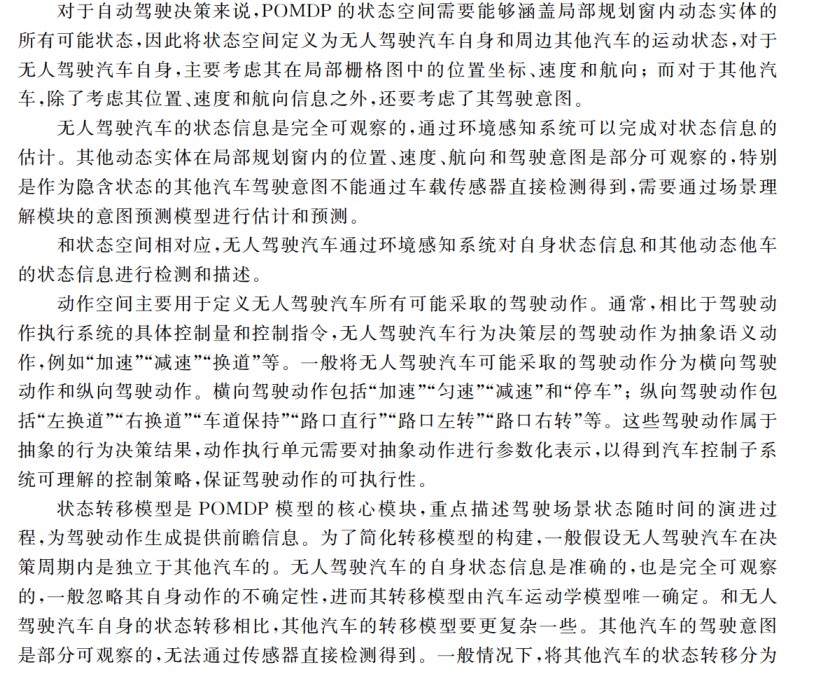 对于自动驾驶决策来说,POMDP 的状态空间需要能够涵盖局部规划窗内动态实体的
所有可能状态,因此将状态空间定义为无人驾驶汽车自身和周边其他汽车的运动状态,对于
无人驾驶汽车自身,主要考虑其在局部栅格图中的位置坐标、速度和航向;而对于其他汽
车,除了考虑其位置、速度和航向信息之外,还要考虑了其驾驶意图。
无人驾驶汽车的状态信息是完全可观察的,通过环境感知系统可以完成对状态信息的
估计。其他动态实体在局部规划窗内的位置、速度、航向和驾驶意图是部分可观察的,特别
是作为隐含状态的其他汽车驾驶意图不能通过车载传感器直接检测得到,需要通过场景理
解模块的意图预测模型进行估计和预测。
和状态空间相对应,无人驾驶汽车通过环境感知系统对自身状态信息和其他动态他车
的状态信息进行检测和描述。
动作空间主要用于定义无人驾驶汽车所有可能采取的驾驶动作。通常,相比于驾驶动
作执行系统的具体控制量和控制指令,无人驾驶汽车行为决策层的驾驶动作为抽象语义动
作,例如“加速”“减速”“换道”等。一般将无人驾驶汽车可能采取的驾驶动作分为横向驾驶
动作和纵向驾驶动作。横向驾驶动作包括“加速”“匀速”“减速”和“停车”;纵向驾驶动作包
括“左换道”“右换道”“车道保持”“路口直行”“路口左转”“路口右转”等。这些驾驶动作属于
抽象的行为决策结果,动作执行单元需要对抽象动作进行参数化表示,以得到汽车控制子系
统可理解的控制策略,保证驾驶动作的可执行性。
状态转移模型是 POMDP 模型的核心模块,重点描述驾驶场景状态随时间的演进过
程,为驾驶动作生成提供前瞻信息。为了简化转移模型的构建,一般假设无人驾驶汽车在决
策周期内是独立于其他汽车的。无人驾驶汽车的自身状态信息是准确的,也是完全可观察
的,一般忽略其自身动作的不确定性,进而其转移模型由汽车运动学模型唯一确定。和无人
驾驶汽车自身的状态转移相比,其他汽车的转移模型要更复杂一些。其他汽车的驾驶意图
是部分可观察的,无法通过传感器直接检测得到。一般情况下,将其他汽车的状态转移分为